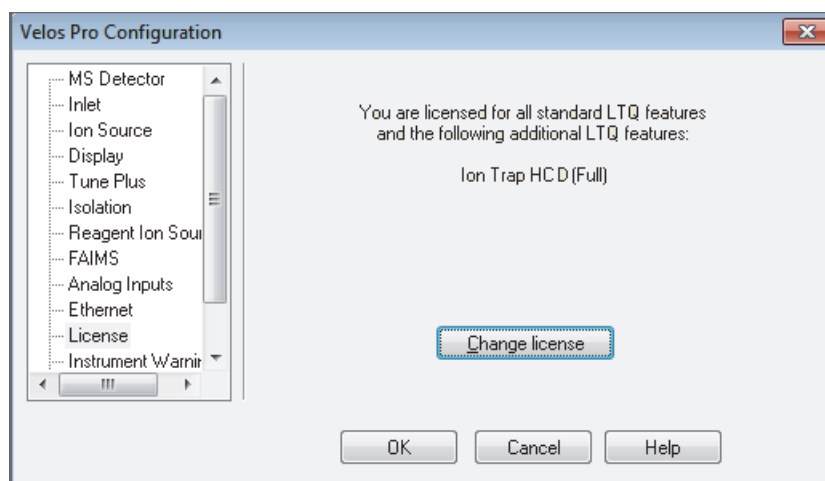 Velos Pro Configuration
MS Detector
Inlet
Ion Source
Display
Tune Plus
Isolation
Reagent Ion Sour
FAIMS
Analog Inputs
Ethernet
License
Instrument Warnin
You are licensed for all standard LTQ features
and the following additional LTQ features:
Ion Trap HCD (Full)
Change license
OK
Cancel
Help